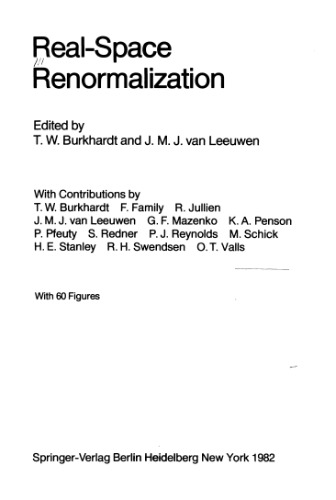 Real-Space
Renormalization
Edited by
T. W. Burkhardt and J. M. J. van Leeuwen
With Contributions by
T. W. Burkhardt F. Family R. Jullien
J. M. J. van Leeuwen G. F. Mazenko K. A. Penson
P. Pfeuty S. Redner P. J. Reynolds M. Schick
H. E. Stanley R. H. Swendsen O. T. Valls
With 60 Figures
Springer-Verlag Berlin Heidelberg New York 1982